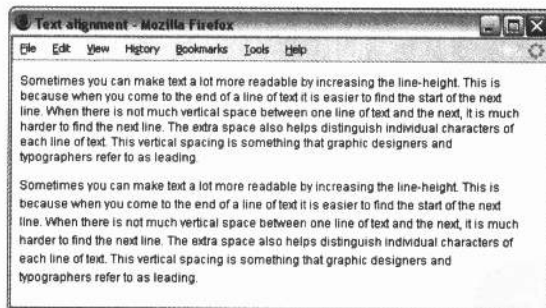 Text alignment - Mozilla Firefox
File Edit View History Bookmarks Tools Help
Sometimes you can make text a lot more readable by increasing the line-height. This is
because when you come to the end of a line of text it is easier to find the start of the next
line. When there is not much vertical space between one line of text and the next, it is much
harder to find the next line. The extra space also helps distinguish individual characters of
each line of text. This vertical spacing is something that graphic designers and
typographers refer to as leading.
Sometimes you can make text a lot more readable by increasing the line-height. This is
because when you come to the end of a line of text it is easier to find the start of the next
line. When there is not much vertical space between one line of text and the next, it is much
harder to find the next line. The extra space also helps distinguish individual characters of
each line of text. This vertical spacing is something that graphic designers and
typographers refer to as leading.